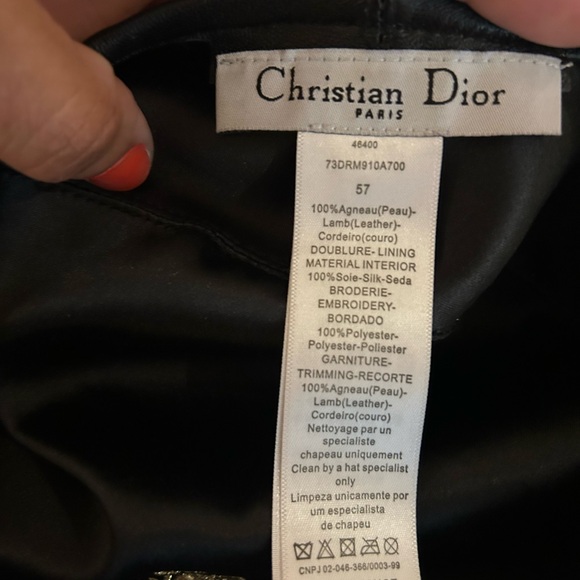 Christian Dior
PARIS
46400
73DRM910A700
57
100%Agneau(Peau)-
Lamb(Leather)-
Cordeiro(couro)
DOUBLURE- LINING
MATERIAL INTERIOR
100%Soie-Silk-Seda
BRODERIE-
EMBROIDERY-
BORDADO
100%Polyester-
Polyester-Poliester
GARNITURE-
TRIMMING-RECORTE
100%Agneau(Peau)-
Lamb(Leather)-
Cordeiro(couro)
Nettoyage par un
specialiste
chapeau uniquement
Clean by a hat specialist
only
Limpeza unicamente por
um especialista
de chapeu
CNPJ 02-046-366/0003-99